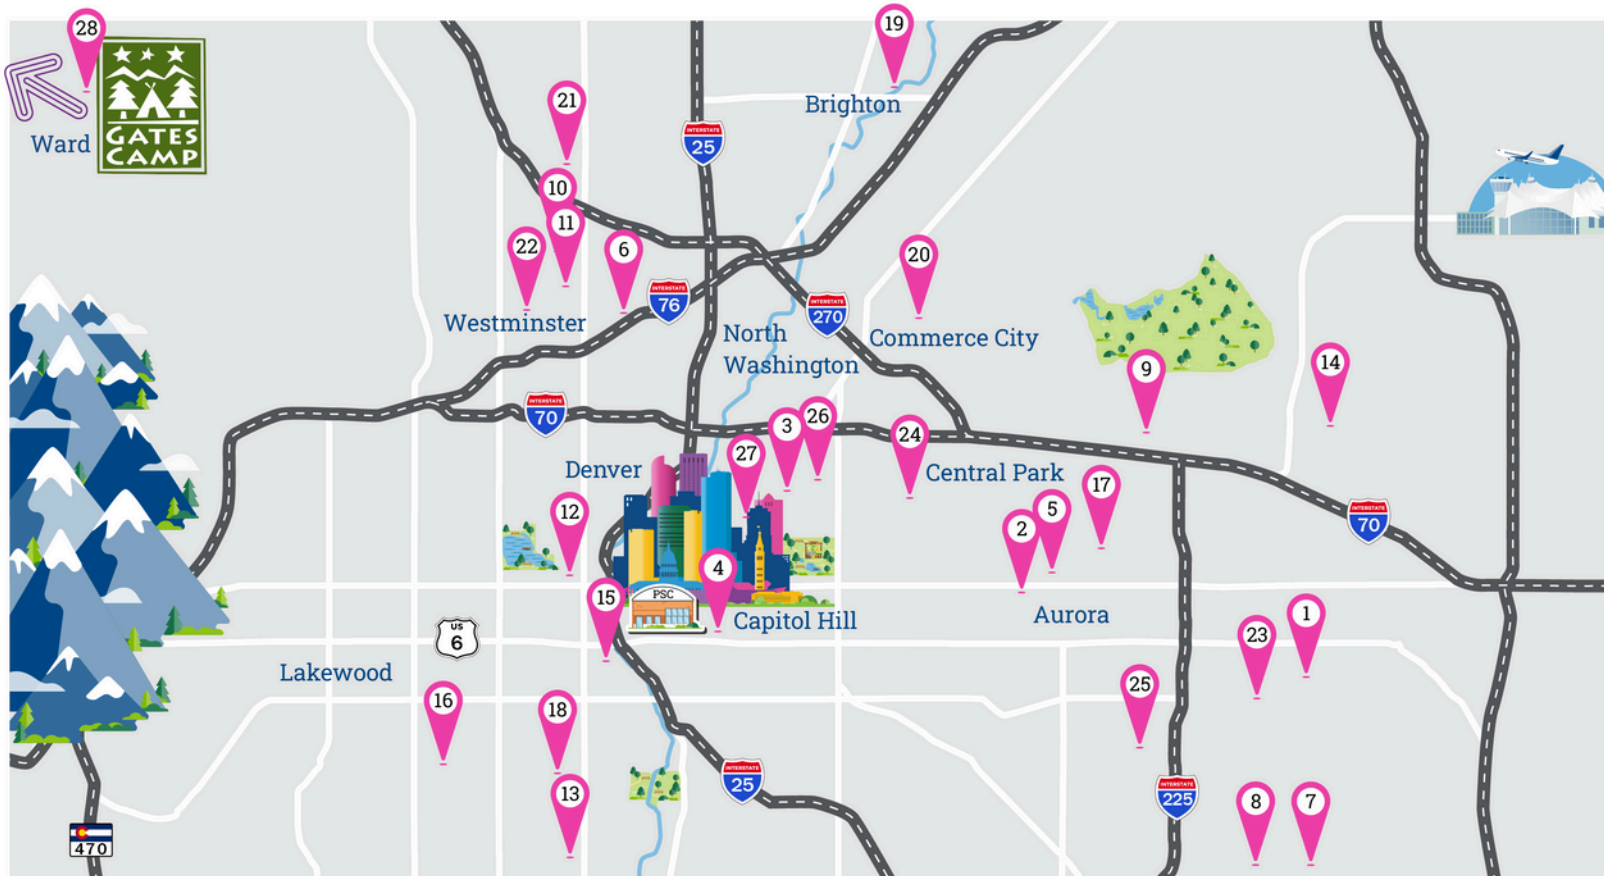 28
19
GATES
CAMP
Ward
21
Brighton
INTERSTATE
25
10
11
22
6
20
INTERSTATE
76
INTERSTATE
270
Westminster
North
Washington
Commerce City
9
14
INTERSTATE
70
3
26
24
27
Denver
Central Park
17
12
5
2
INTERSTATE
70
4
15
PSC
Capitol Hill
Aurora
1
23
US
6
Lakewood
16
18
25
INTERSTATE
25
13
INTERSTATE
225
8
7
470